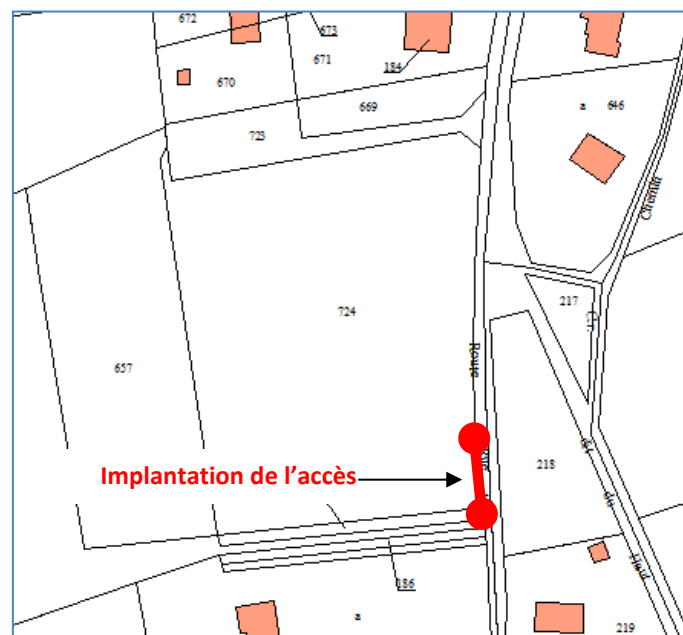 672
673
671
184
670
669
a 646
723
Chemin
217
724
Route
657
218
Implantation de l’accès
du
186
a
219